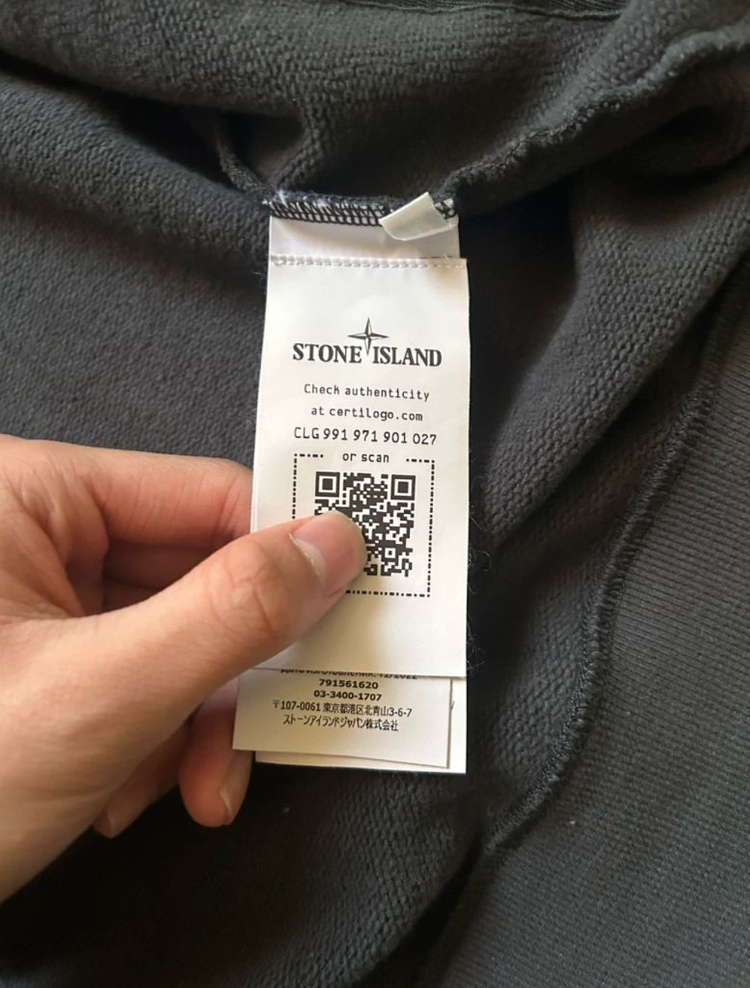 STONE ISLAND
Check authenticity
at certilogo.com
CLG 991 971 901 027
or scan
791561620
03-3400-1707
〒107-0061 東京都港区北青山3-6-7
ストーンアイランドジャパン株式会社